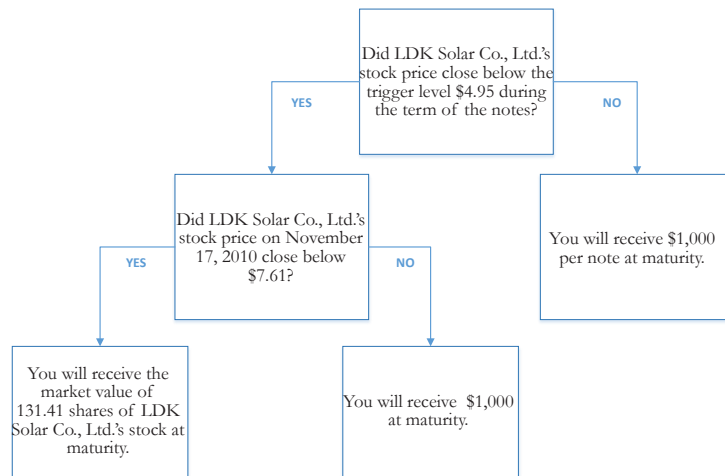 Did LDK Solar Co., Ltd.'s
stock price close below the
trigger level $4.95 during
the term of the notes?
YES
NO
Did LDK Solar Co., Ltd.'s
stock price on November
17, 2010 close below
$7.61?
You will receive $1,000
per note at maturity.
YES
NO
You will receive the
market value of
131.41 shares of LDK
Solar Co., Ltd.'s stock at
maturity.
You will receive $1,000
at maturity.